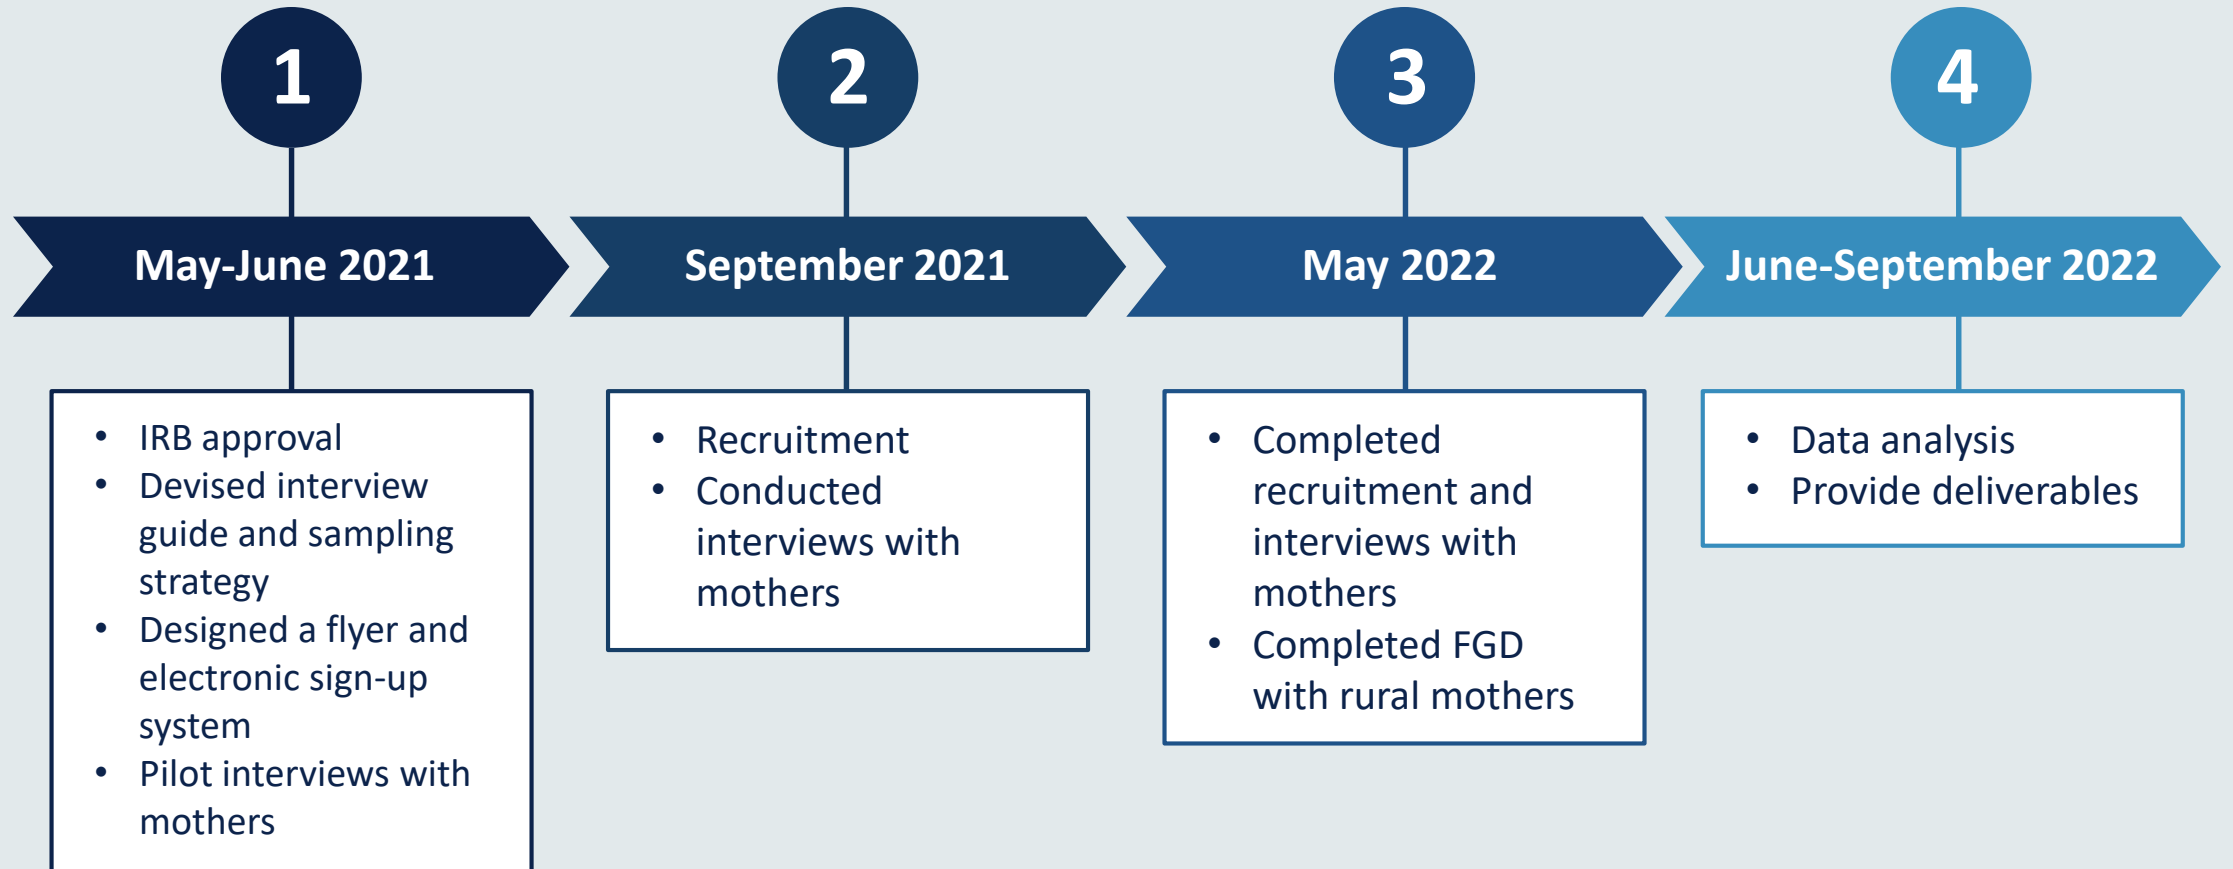 1
May-June 2021
• IRB approval
• Devised interview
guide and sampling
strategy
• Designed a flyer and
electronic sign-up
system
• Pilot interviews with
mothers
2
September 2021
• Recruitment
• Conducted
interviews with
mothers
3
May 2022
• Completed
recruitment and
interviews with
mothers
• Completed FGD
with rural mothers
4
June-September 2022
• Data analysis
• Provide deliverables